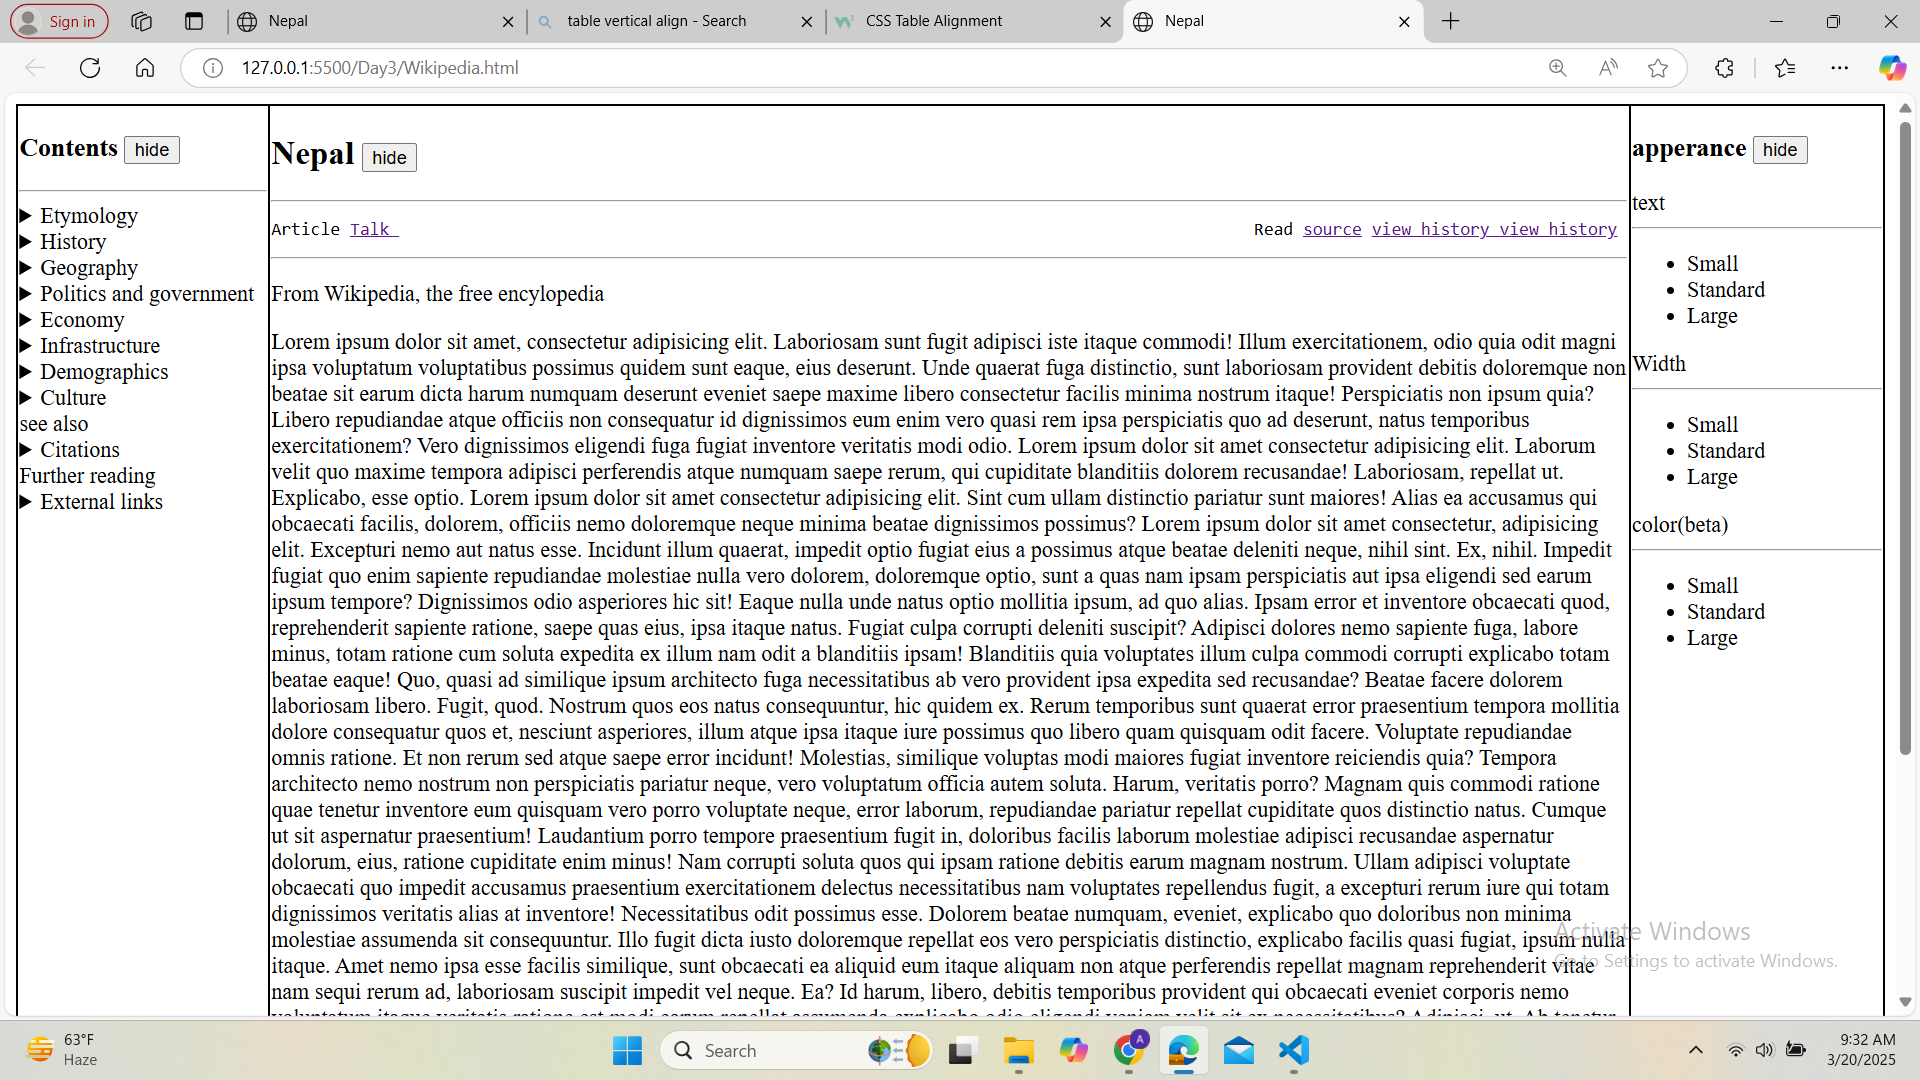 Sign in
Nepal
table vertical align - Search
CSS Table Alignment
Nepal
127.0.0.1:5500/Day3/Wikipedia.html
Contents hide
Etymology
History
Geography
Politics and government
Economy
Infrastructure
Demographics
Culture
see also
Citations
Further reading
External links
Nepal hide
Article Talk
Read source view history view history
From Wikipedia, the free encylopedia
Lorem ipsum dolor sit amet, consectetur adipisicing elit. Laboriosam sunt fugit adipisci iste itaque commodi! Illum exercitationem, odio quia odit magni
ipsa voluptatum voluptatibus possimus quidem sunt eaque, eius deserunt. Unde quaerat fuga distinctio, sunt laboriosam provident debitis doloremque non
beatae sit earum dicta harum numquam deserunt eveniet saepe maxime libero consectetur facilis minima nostrum itaque! Perspiciatis non ipsum quia?
Libero repudiandae atque officiis non consequatur id dignissimos eum enim vero quasi rem ipsa perspiciatis quo ad deserunt, natus temporibus
exercitationem? Vero dignissimos eligendi fuga fugiat inventore veritatis modi odio. Lorem ipsum dolor sit amet consectetur adipisicing elit. Laborum
velit quo maxime tempora adipisci perferendis atque numquam saepe rerum, qui cupiditate blanditiis dolorem recusandae! Laboriosam, repellat ut.
Explicabo, esse optio. Lorem ipsum dolor sit amet consectetur adipisicing elit. Sint cum ullam distinctio pariatur sunt maiores! Alias ea accusamus qui
obcaecati facilis, dolorem, officiis nemo doloremque neque minima beatae dignissimos possimus? Lorem ipsum dolor sit amet consectetur, adipisicing
elit. Excepturi nemo aut natus esse. Incidunt illum quaerat, impedit optio fugiat eius a possimus atque beatae deleniti neque, nihil sint. Ex, nihil. Impedit
fugiat quo enim sapiente repudiandae molestiae nulla vero dolorem, doloremque optio, sunt a quas nam ipsam perspiciatis aut ipsa eligendi sed earum
ipsum tempore? Dignissimos odio asperiores hic sit! Eaque nulla unde natus optio mollitia ipsum, ad quo alias. Ipsam error et inventore obcaecati quod,
reprehenderit sapiente ratione, saepe quas eius, ipsa itaque natus. Fugiat culpa corrupti deleniti suscipit? Adipisci dolores nemo sapiente fuga, labore
minus, totam ratione cum soluta expedita ex illum nam odit a blanditiis ipsam! Blanditiis quia voluptates illum culpa commodi corrupti explicabo totam
beatae eaque! Quo, quasi ad similique ipsum architecto fuga necessitatibus ab vero provident ipsa expedita sed recusandae? Beatae facere dolorem
laboriosam libero. Fugit, quod. Nostrum quos eos natus consequuntur, hic quidem ex. Rerum temporibus sunt quaerat error praesentium tempora mollitia
dolore consequatur quos et, nesciunt asperiores, illum atque ipsa itaque iure possimus quo libero quam quisquam odit facere. Voluptate repudiandae
omnis ratione. Et non rerum sed atque saepe error incidunt! Molestias, similique voluptas modi maiores fugiat inventore reiciendis quia? Tempora
architecto nemo nostrum non perspiciatis pariatur neque, vero voluptatum officia autem soluta. Harum, veritatis porro? Magnam quis commodi ratione
quae tenetur inventore eum quisquam vero porro voluptate neque, error laborum, repudiandae pariatur repellat cupiditate quos distinctio natus. Cumque
ut sit aspernatur praesentium! Laudantium porro tempore praesentium fugit in, doloribus facilis laborum molestiae adipisci recusandae aspernatur
dolorum, eius, ratione cupiditate enim minus! Nam corrupti soluta quos qui ipsam ratione debitis earum magnam nostrum. Ullam adipisci voluptate
obcaecati quo impedit accusamus praesentium exercitationem delectus necessitatibus nam voluptates repellendus fugit, a excepturi rerum iure qui totam
dignissimos veritatis alias at inventore! Necessitatibus odit possimus esse. Dolorem beatae numquam, eveniet, explicabo quo doloribus non minima
molestiae assumenda sit consequuntur. Illo fugit dicta iusto doloremque repellat eos vero perspiciatis distinctio, explicabo facilis quasi fugiat, ipsum nulla
itaque. Amet nemo ipsa esse facilis similique, sunt obcaecati ea aliquid eum itaque aliquam non atque perferendis repellat magnam reprehenderit vitae
nam sequi rerum ad, laboriosam suscipit impedit vel neque. Ea? Id harum, libero, debitis temporibus provident qui obcaecati eveniet corporis nemo
apperance hide
text
Small
Standard
Large
Width
Small
Standard
Large
color(beta)
Small
Standard
Large
Activate Windows
Go to Settings to activate Windows.
63°F
Haze
Search
9:32 AM
3/20/2025